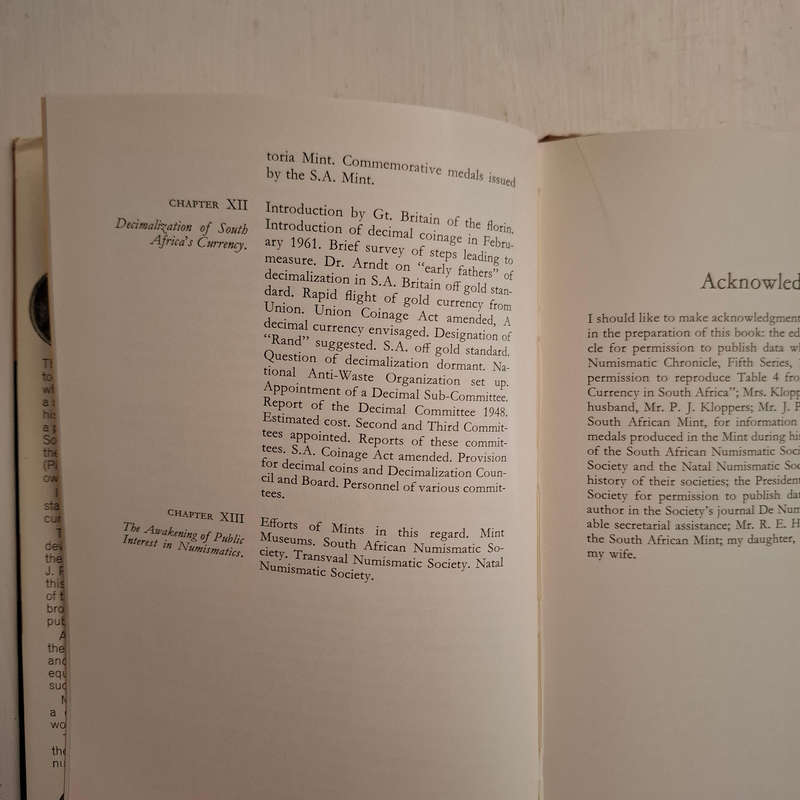 toria Mint. Commemorative medals issued
by the S.A. Mint.
CHAPTER XII
Decimalization of South
Africa's Currency.
Introduction by Gt. Britain of the florin.
Introduction of decimal coinage in Febru-
ary 1961. Brief survey of steps leading to
measure. Dr. Arndt on “early fathers” of
decimalization in S.A. Britain off gold stan-
dard. Rapid flight of gold currency from
Union. Union Coinage Act amended, A
decimal currency envisaged. Designation of
“Rand” suggested. S.A. off gold standard.
Question of decimalization dormant. Na-
tional Anti-Waste Organization set up.
Appointment of a Decimal Sub-Committee.
Report of the Decimal Committee 1948.
Estimated cost. Second and Third Commit-
tees appointed. Reports of these commit-
tees. S.A. Coinage Act amended. Provision
for decimal coins and Decimalization Coun-
cil and Board. Personnel of various commit-
tees.
CHAPTER XIII
The Awakening of Public
Interest in Numismatics.
Efforts of Mints in this regard. Mint
Museums. South African Numismatic So-
ciety. Transvaal Numismatic Society. Natal
Numismatic Society.
Acknowled
I should like to make acknowledgment
in the preparation of this book: the ed
cle for permission to publish data w
Numismatic Chronicle, Fifth Series,
permission to reproduce Table 4 fro
Currency in South Africa”; Mrs. Klopp
husband, Mr. P. J. Kloppers; Mr. J. P
South African Mint, for information
medals produced in the Mint during hi
of the South African Numismatic Soci
Society and the Natal Numismatic Soc
history of their societies; the President
Society for permission to publish dat
author in the Society's journal De Num
able secretarial assistance; Mr. R. E. H
the South African Mint; my daughter,
my wife.